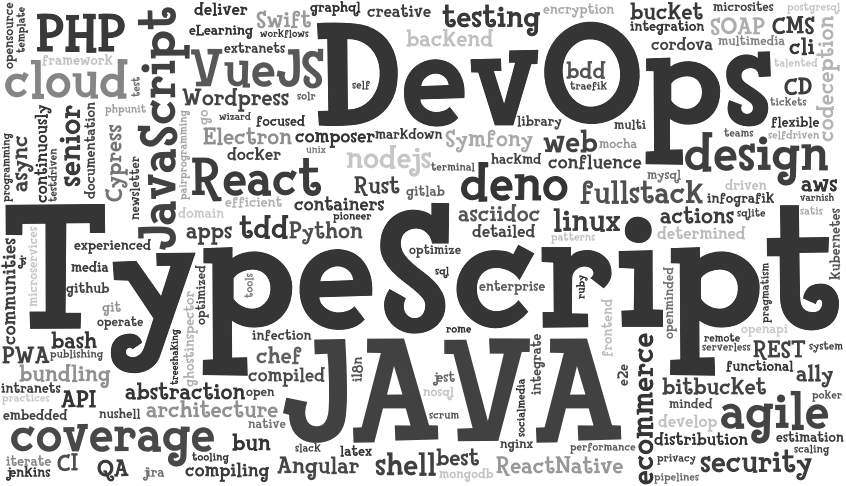 opensource
template
PHP
framework
cloud
test
phpunit
JavaScript
deliver
eLearning
Swift
workflows
extranets
VueJS
Wordpress
solr
graphql
creative
testing
backend
encryption
bucket
integration
cordova
microsites
SOAP
CMS
multimedia
cli
postgresql
talented
codeception
CD
tickets
flexible
selfdriven
DevOps
self
bdd
traefik
library
multi
teams
programming
async
continuously
testdriven
senior
documentation
Cypress
newsletter
pairprogramming
go
wizard
focused
Electron
composer
markdown
Symfony
web
mocha
design
unix
docker
nodejs
terminal
hackmd
confluence
mysql
driven
aws
varnish
React
Rust
gitlab
deno
fullstack
infografik
satis
efficient
domain
containers
pioneer
asciidoc
linux
actions
sqlite
apps
tdd
Python
detailed
patterns
determined
kubernetes
TypeScript
communities
microservices
experienced
media
github
git
operate
optimized
tools
optimize
sql
enterprise
ruby
frontend
openminded
pragmatism
openapi
bash
PWA
publishing
treeshaking
ghostinspector
infection
chef
compiled
i18n
rome
JAVA
integrate
remote
serverless
REST
system
functional
a11y
bundling
intranets
practices
API
abstraction
open
jest
nosql
scrum
socialmedia
e2e
ecommerce
bitbucket
minded
poker
agile
embedded
nushell
architecture
native
develop
distribution
estimation
scaling
coverage
bun
slack
latex
nginx
performance
iterate
jenkins
CI
QA
jira
tooling
compiling
Angular
shell
best
mongodb
ReactNative
privacy
pipelines
security